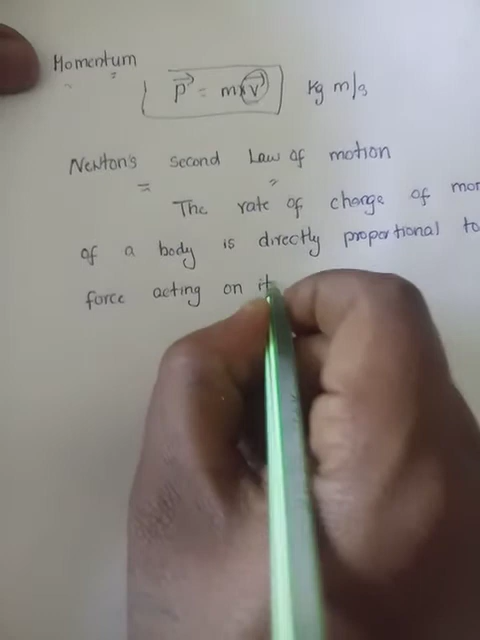 Momentum
p⃗ = m×v⃗ kg m/s
Newton's second Law of motion
The rate of change of mom
of a body is directly proportional to
force acting on it